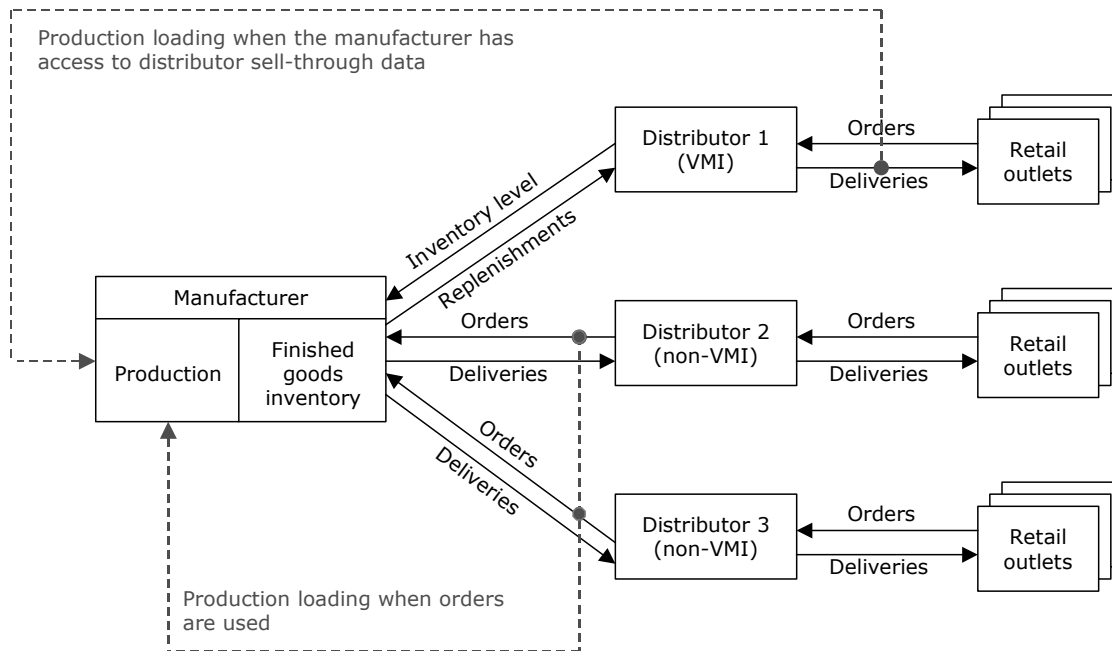 Production loading when the manufacturer has
access to distributor sell-through data
Distributor 1
(VMI)
Orders
Deliveries
Retail
outlets
Inventory level
Replenishments
Manufacturer
Production
Finished
goods
inventory
Orders
Deliveries
Distributor 2
(non-VMI)
Orders
Deliveries
Retail
outlets
Orders
Deliveries
Distributor 3
(non-VMI)
Orders
Deliveries
Retail
outlets
Production loading when orders
are used